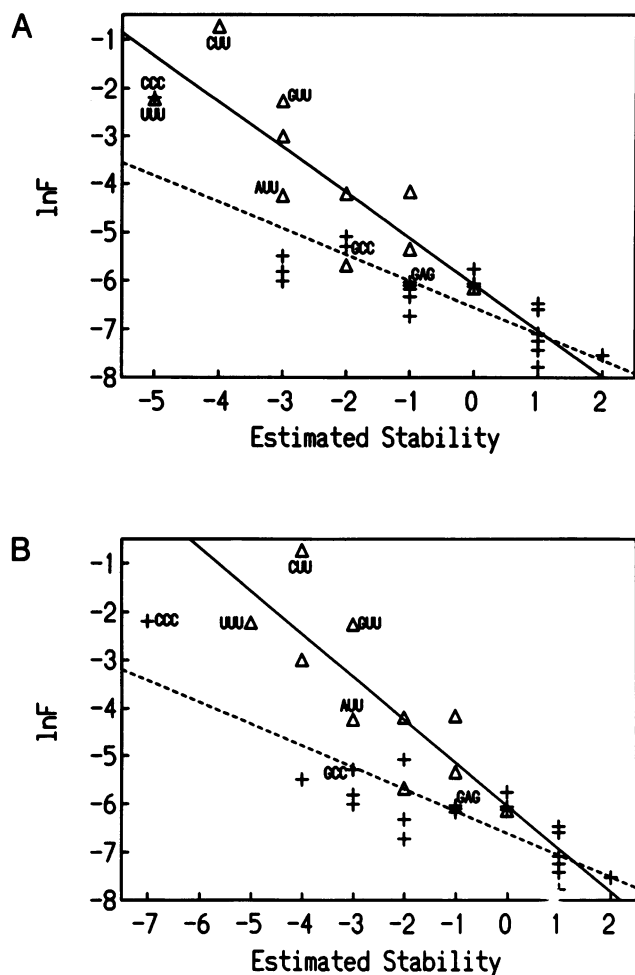 A
-1
-2
-3
-4
-5
-6
-7
-8
lnF
CUU
CCC
UUU
GUU
AUU
GCC
GAG
-5 -4 -3 -2 -1 0 1 2
Estimated Stability
B
-1
-2
-3
-4
-5
-6
-7
-8
lnF
CUU
CCC
UUU
GUU
AUU
GCC
GAG
-7 -6 -5 -4 -3 -2 -1 0 1 2
Estimated Stability